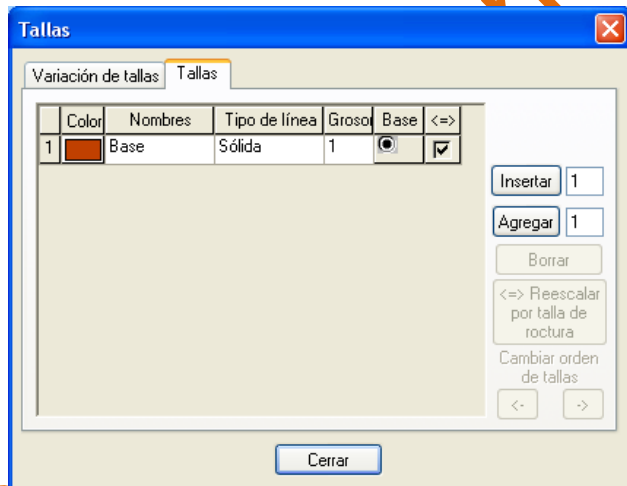 Tallas
Variación de tallas Tallas
Color Nombres Tipo de línea Grosor Base <=>
1 Base Sólida 1
Insertar 1
Agregar 1
Borrar
<=> Reescalar
por talla de
roctura
Cambiar orden
de tallas
<- ->
Cerrar